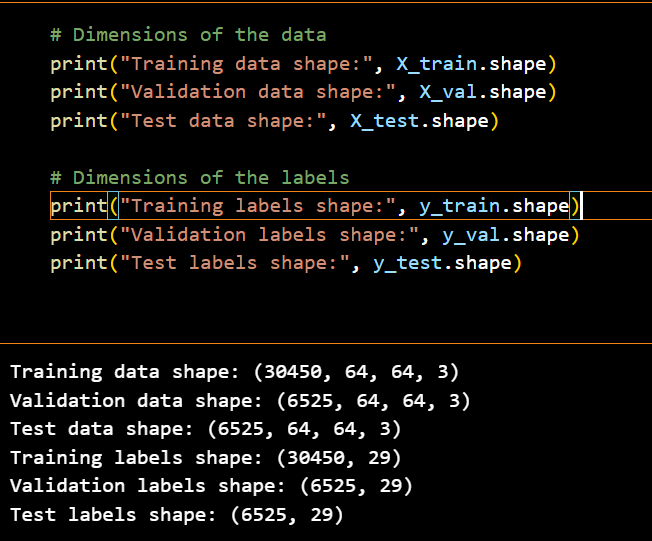 # Dimensions of the data
print("Training data shape:", X_train.shape)
print("Validation data shape:", X_val.shape)
print("Test data shape:", X_test.shape)
# Dimensions of the labels
print("Training labels shape:", y_train.shape)
print("Validation labels shape:", y_val.shape)
print("Test labels shape:", y_test.shape)
Training data shape: (30450, 64, 64, 3)
Validation data shape: (6525, 64, 64, 3)
Test data shape: (6525, 64, 64, 3)
Training labels shape: (30450, 29)
Validation labels shape: (6525, 29)
Test labels shape: (6525, 29)